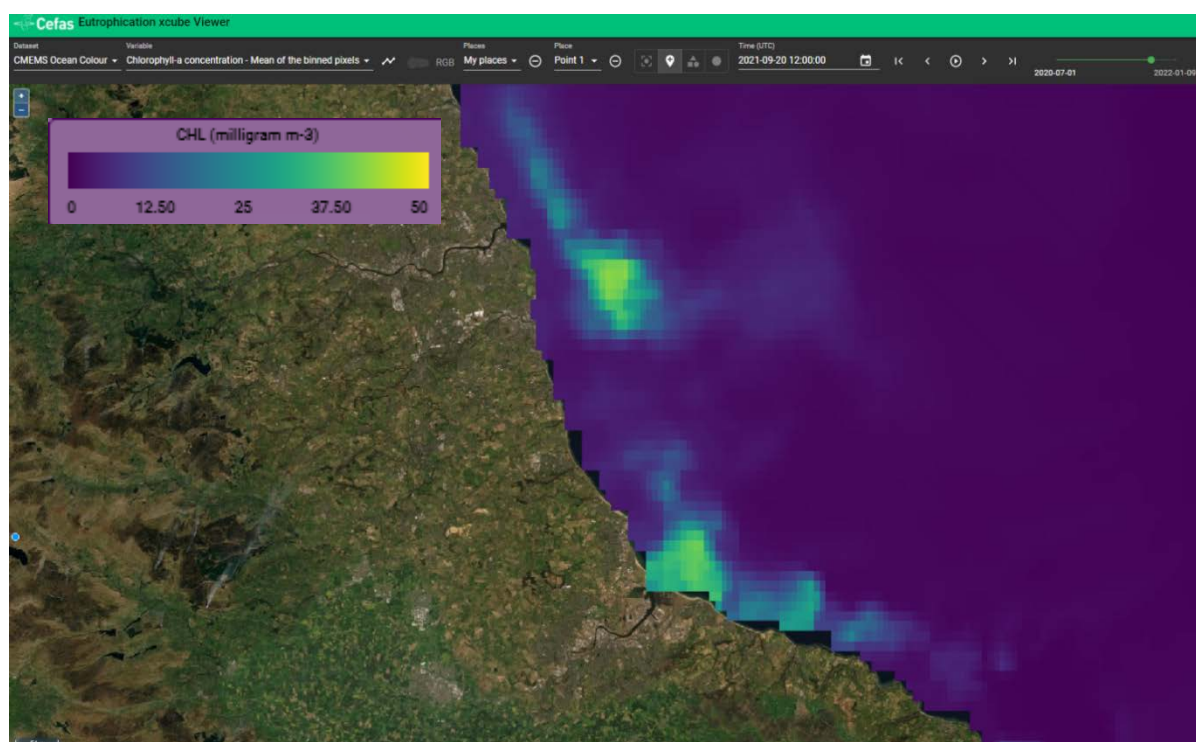 Cefas Eutrophication xcube Viewer
Dataset Variable Places Place Time (UTC)
CMEMS Ocean Colour Chlorophyll-a concentration - Mean of the binned pixels RGB My places Point 1 2021-09-20 12:00:00
2020-07-01 2022-01-09
+
−
CHL (milligram m-3)
0 12.50 25 37.50 50